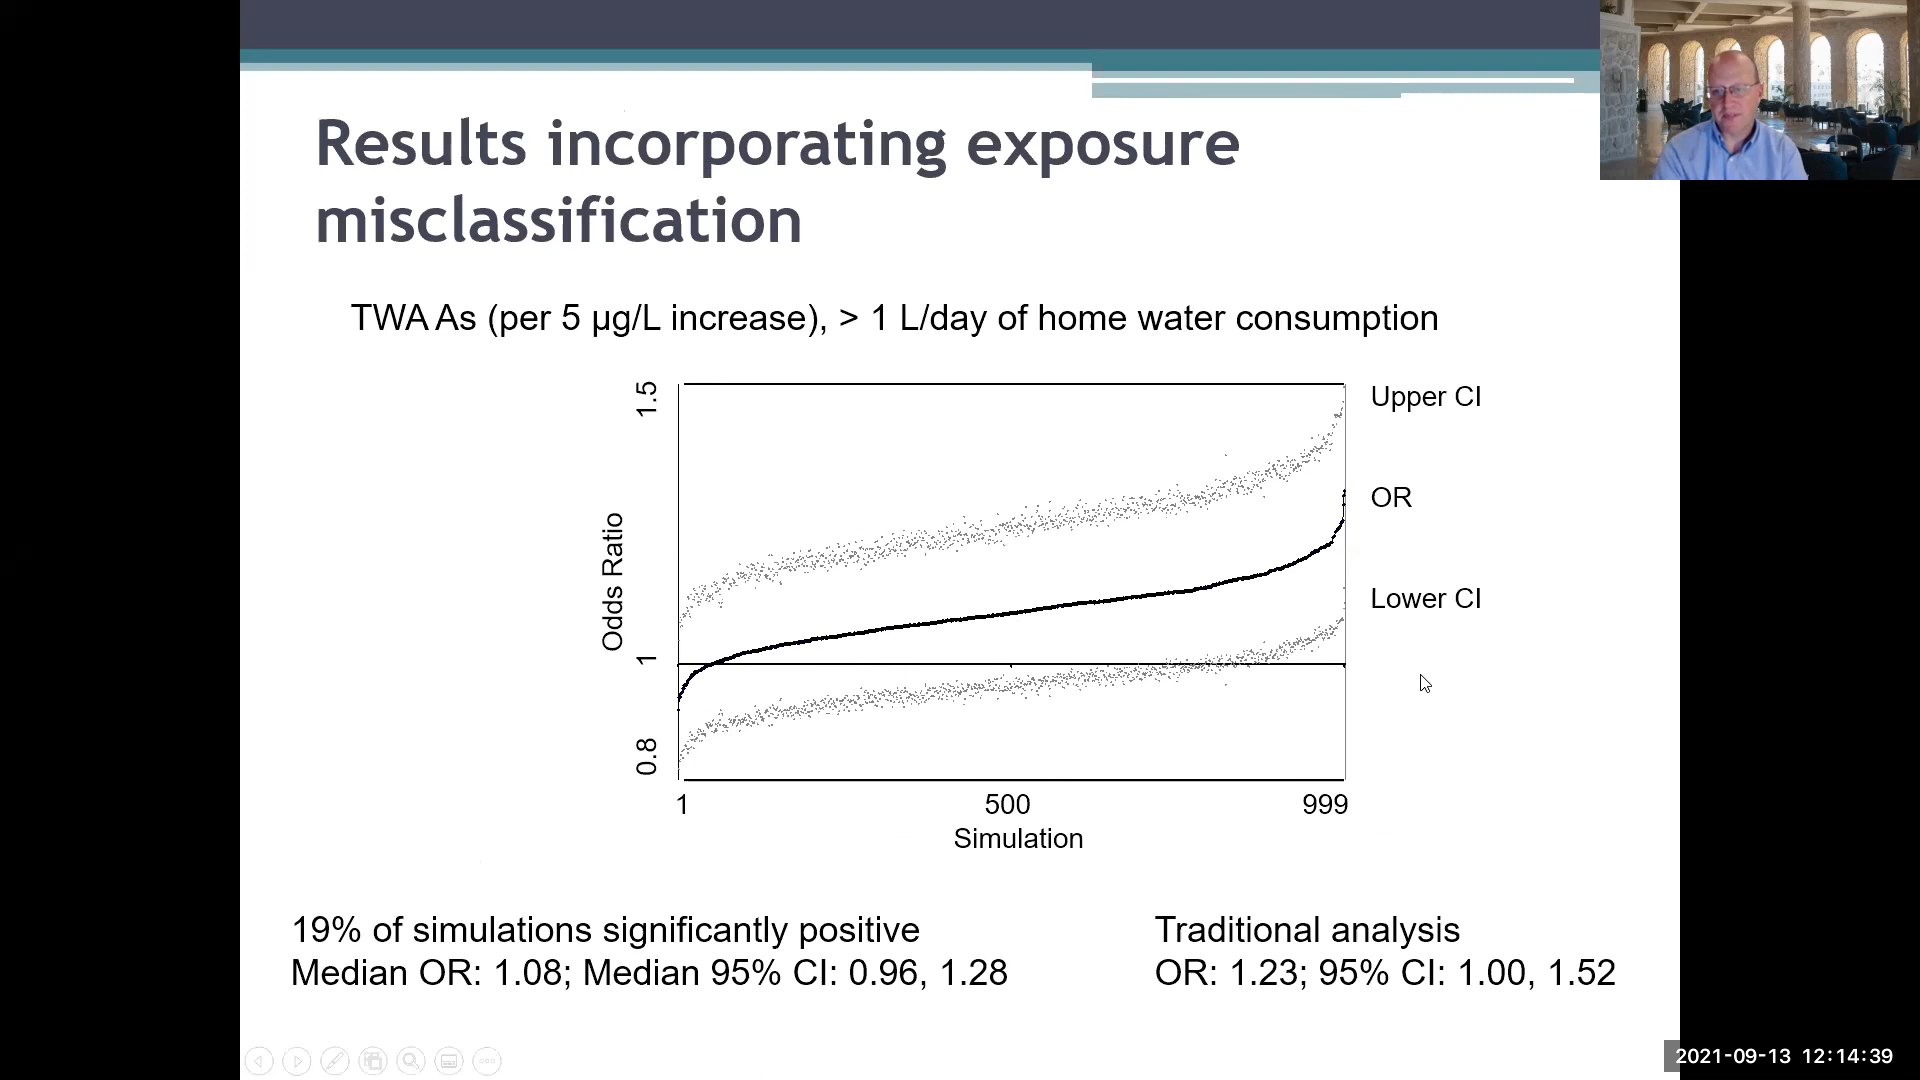 Results incorporating exposure
misclassification
TWA As (per 5 µg/L increase), > 1 L/day of home water consumption
1.5
Upper CI
OR
Odds Ratio
Lower CI
1
0.8
1 500 999
Simulation
19% of simulations significantly positive
Median OR: 1.08; Median 95% CI: 0.96, 1.28
Traditional analysis
OR: 1.23; 95% CI: 1.00, 1.52
2021-09-13 12:14:39